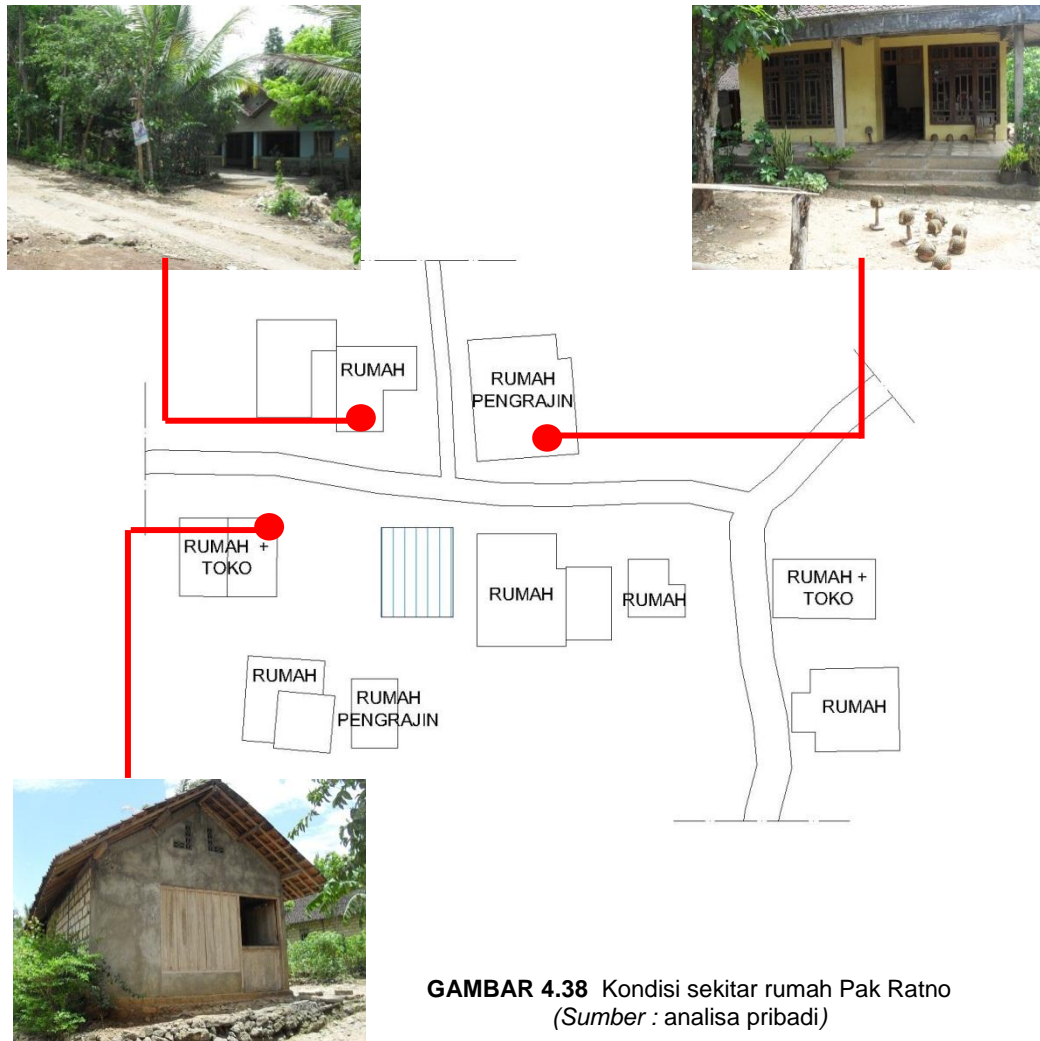 RUMAH
RUMAH
PENGRAJIN
RUMAH +
TOKO
RUMAH
RUMAH
RUMAH +
TOKO
RUMAH
RUMAH
PENGRAJIN
RUMAH
GAMBAR 4.38 Kondisi sekitar rumah Pak Ratno
(Sumber : analisa pribadi)